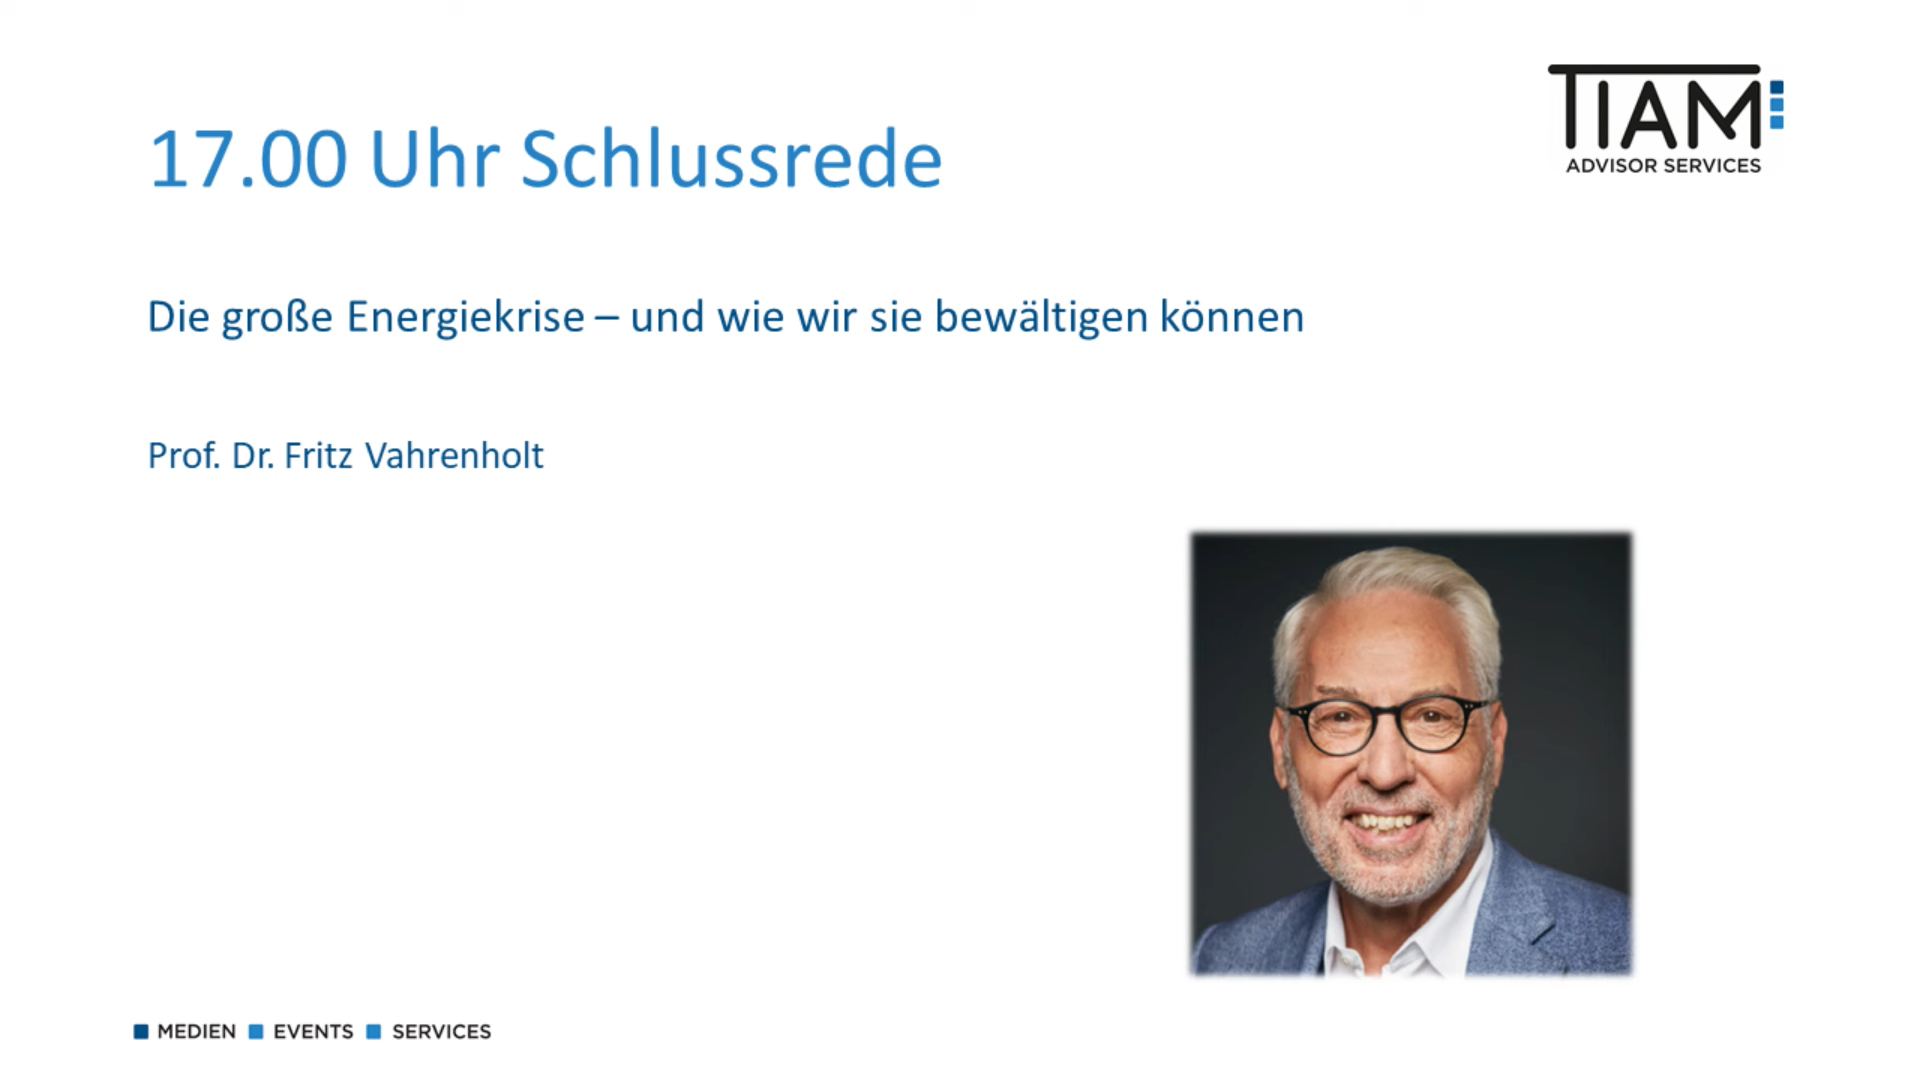 TIAM
ADVISOR SERVICES
17.00 Uhr Schlussrede
Die große Energiekrise – und wie wir sie bewältigen können
Prof. Dr. Fritz Vahrenholt
MEDIEN EVENTS SERVICES